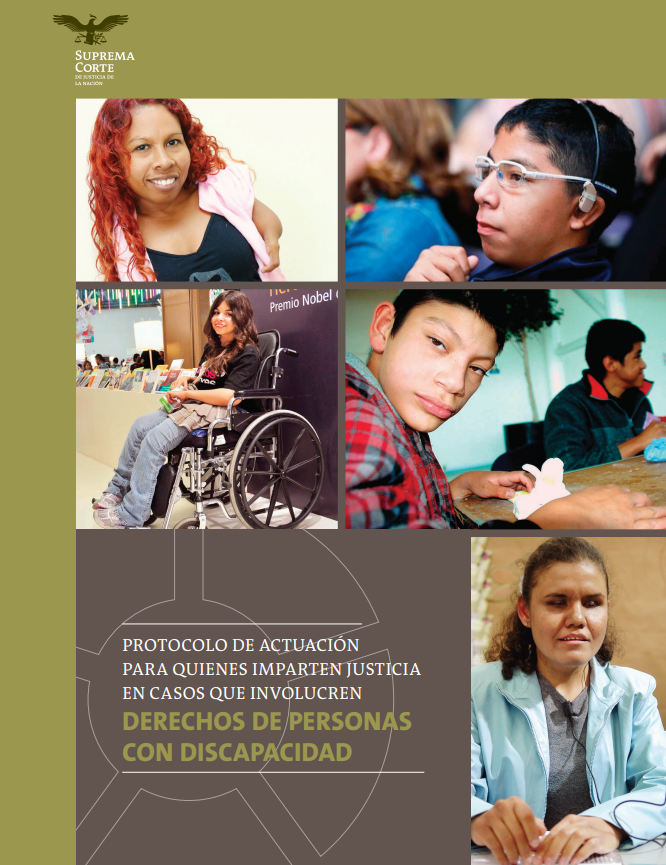 SUPREMA
CORTE
DE JUSTICIA DE
LA NACIÓN
Premio Nobel
PROTOCOLO DE ACTUACIÓN
PARA QUIENES IMPARTEN JUSTICIA
EN CASOS QUE INVOLUCREN
DERECHOS DE PERSONAS
CON DISCAPACIDAD